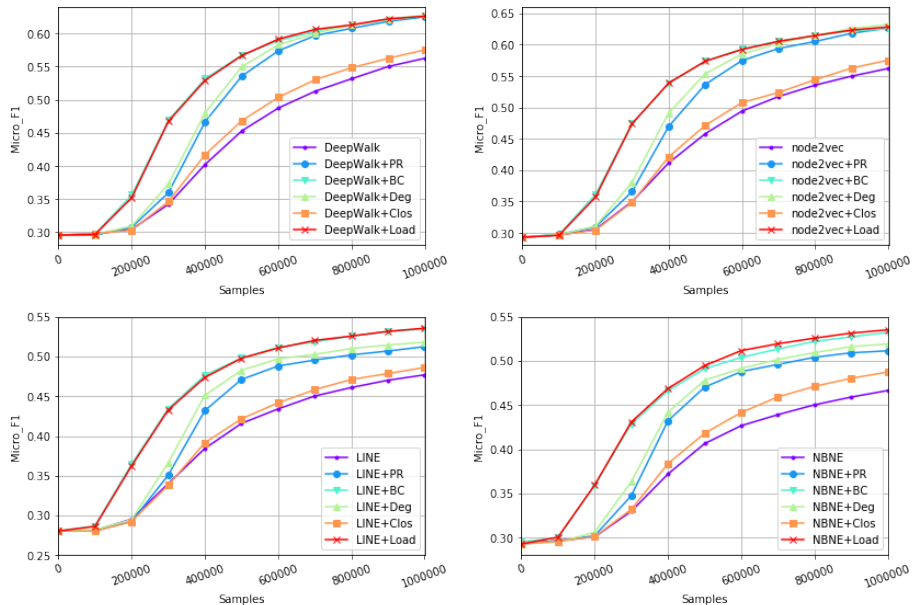 0.60
0.55
0.50
0.45
0.40
0.35
0.30
Micro_F1
DeepWalk
DeepWalk+PR
DeepWalk+BC
DeepWalk+Deg
DeepWalk+Clos
DeepWalk+Load
0
200000
400000
600000
800000
1000000
Samples
0.65
0.60
0.55
0.50
0.45
0.40
0.35
0.30
Micro_F1
node2vec
node2vec+PR
node2vec+BC
node2vec+Deg
node2vec+Clos
node2vec+Load
0
200000
400000
600000
800000
1000000
Samples
0.55
0.50
0.45
0.40
0.35
0.30
0.25
Micro_F1
LINE
LINE+PR
LINE+BC
LINE+Deg
LINE+Clos
LINE+Load
0
200000
400000
600000
800000
1000000
Samples
0.55
0.50
0.45
0.40
0.35
0.30
Micro_F1
NBNE
NBNE+PR
NBNE+BC
NBNE+Deg
NBNE+Clos
NBNE+Load
0
200000
400000
600000
800000
1000000
Samples